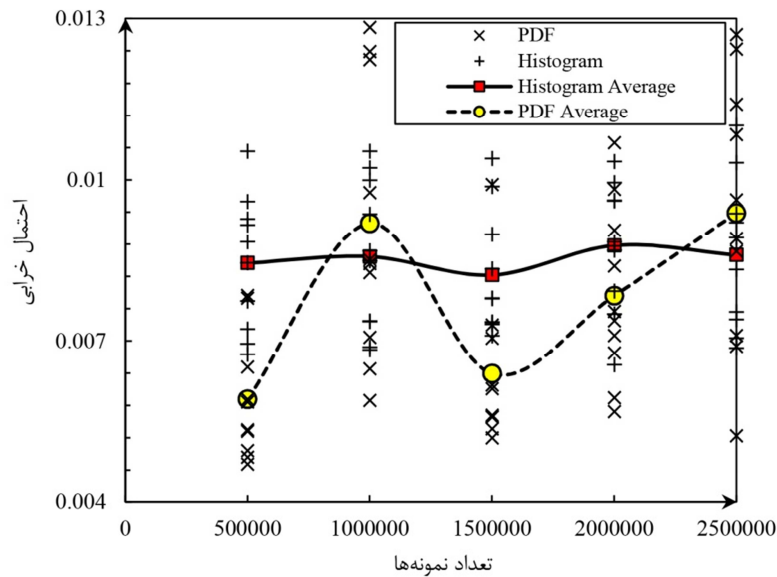 0.013
0.01
0.007
0.004
احتمال خرابی
PDF
Histogram
Histogram Average
PDF Average
0 500000 1000000 1500000 2000000 2500000
تعداد نمونه‌ها